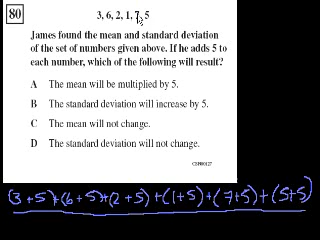 80
3, 6, 2, 1, 7, 5
James found the mean and standard deviation
of the set of numbers given above. If he adds 5 to
each number, which of the following will result?
A The mean will be multiplied by 5.
B The standard deviation will increase by 5.
C The mean will not change.
D The standard deviation will not change.
CSP00127
(3+5)+(6+5)+(2+5)+(1+5)+(7+5)+(5+5)